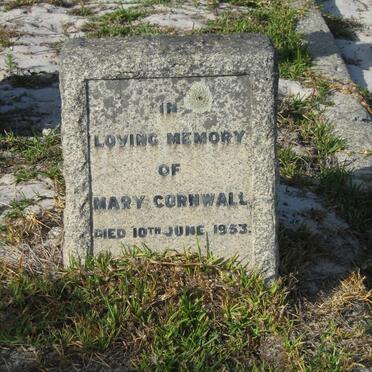 IN
LOVING MEMORY
OF
MARY CORNWALL
DIED 10TH JUNE, 1953.